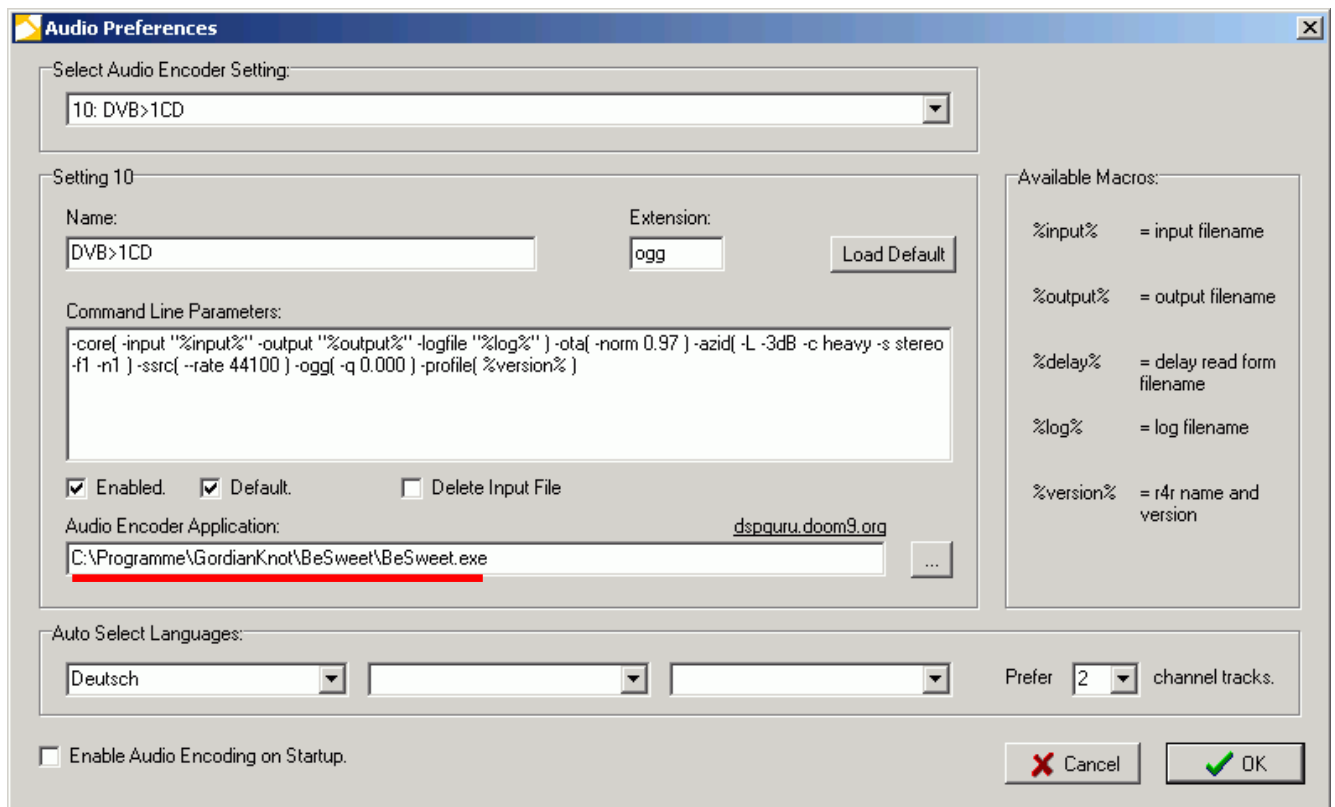 Audio Preferences
Select Audio Encoder Setting:
10: DVB>1CD
Setting 10
Name:
Extension:
DVB>1CD
ogg
Load Default
Command Line Parameters:
-core( -input "%input%" -output "%output%" -logfile "%log%" ) -ota( -norm 0.97 ) -azid( -L -3dB -c heavy -s stereo
-f1 -n1 ) -ssrc( --rate 44100 ) -ogg( -q 0.000 ) -profile( %version% )
Enabled.
Default.
Delete Input File
Audio Encoder Application:
dspguru.doom9.org
C:\Programme\GordianKnot\BeSweet\BeSweet.exe
...
Available Macros:
%input% = input filename
%output% = output filename
%delay% = delay read form
filename
%log% = log filename
%version% = r4r name and
version
Auto Select Languages:
Deutsch
Prefer 2 channel tracks.
Enable Audio Encoding on Startup.
Cancel
OK